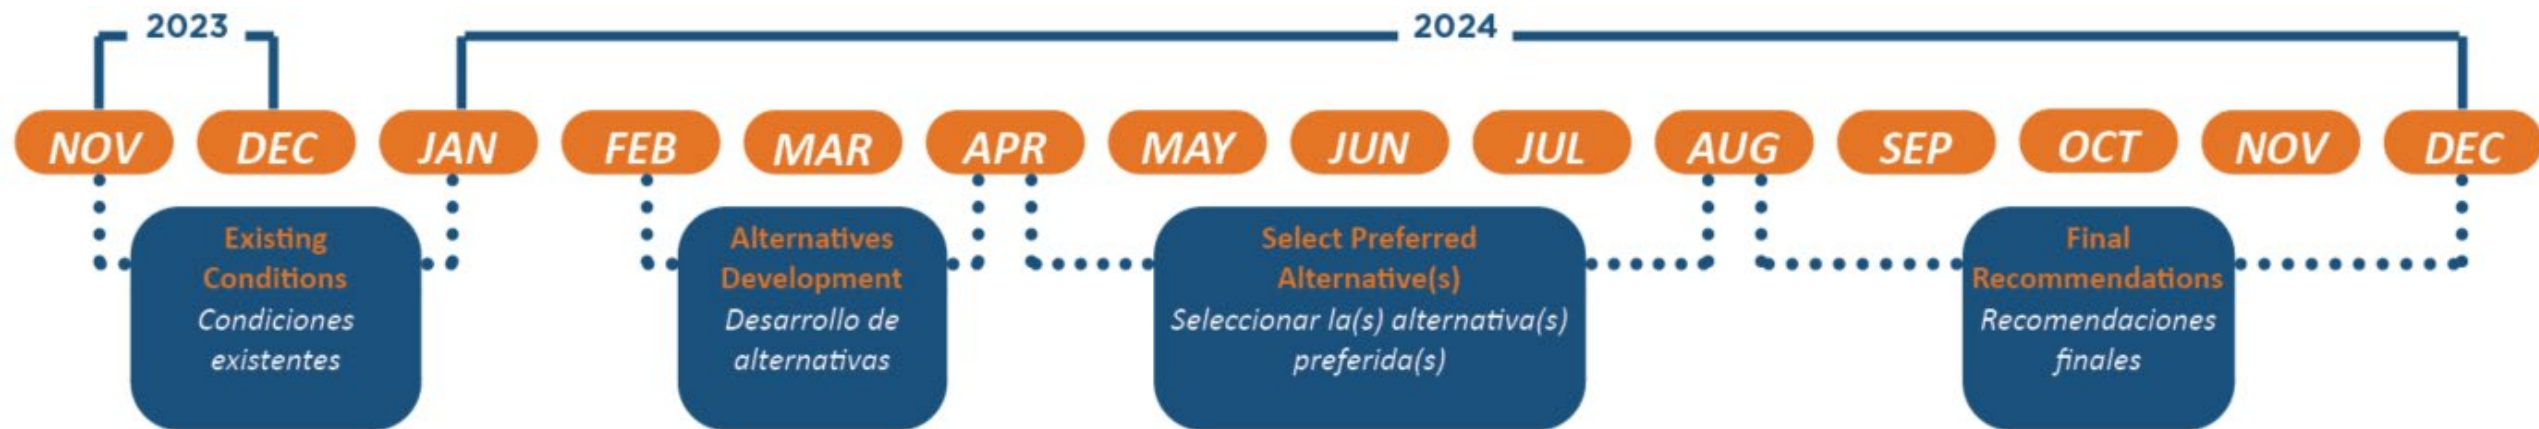 2023
2024
NOV
DEC
JAN
FEB
MAR
APR
MAY
JUN
JUL
AUG
SEP
OCT
NOV
DEC
Existing
Conditions
Condiciones
existentes
Alternatives
Development
Desarrollo de
alternativas
Select Preferred
Alternative(s)
Seleccionar la(s) alternativa(s)
preferida(s)
Final
Recommendations
Recomendaciones
finales